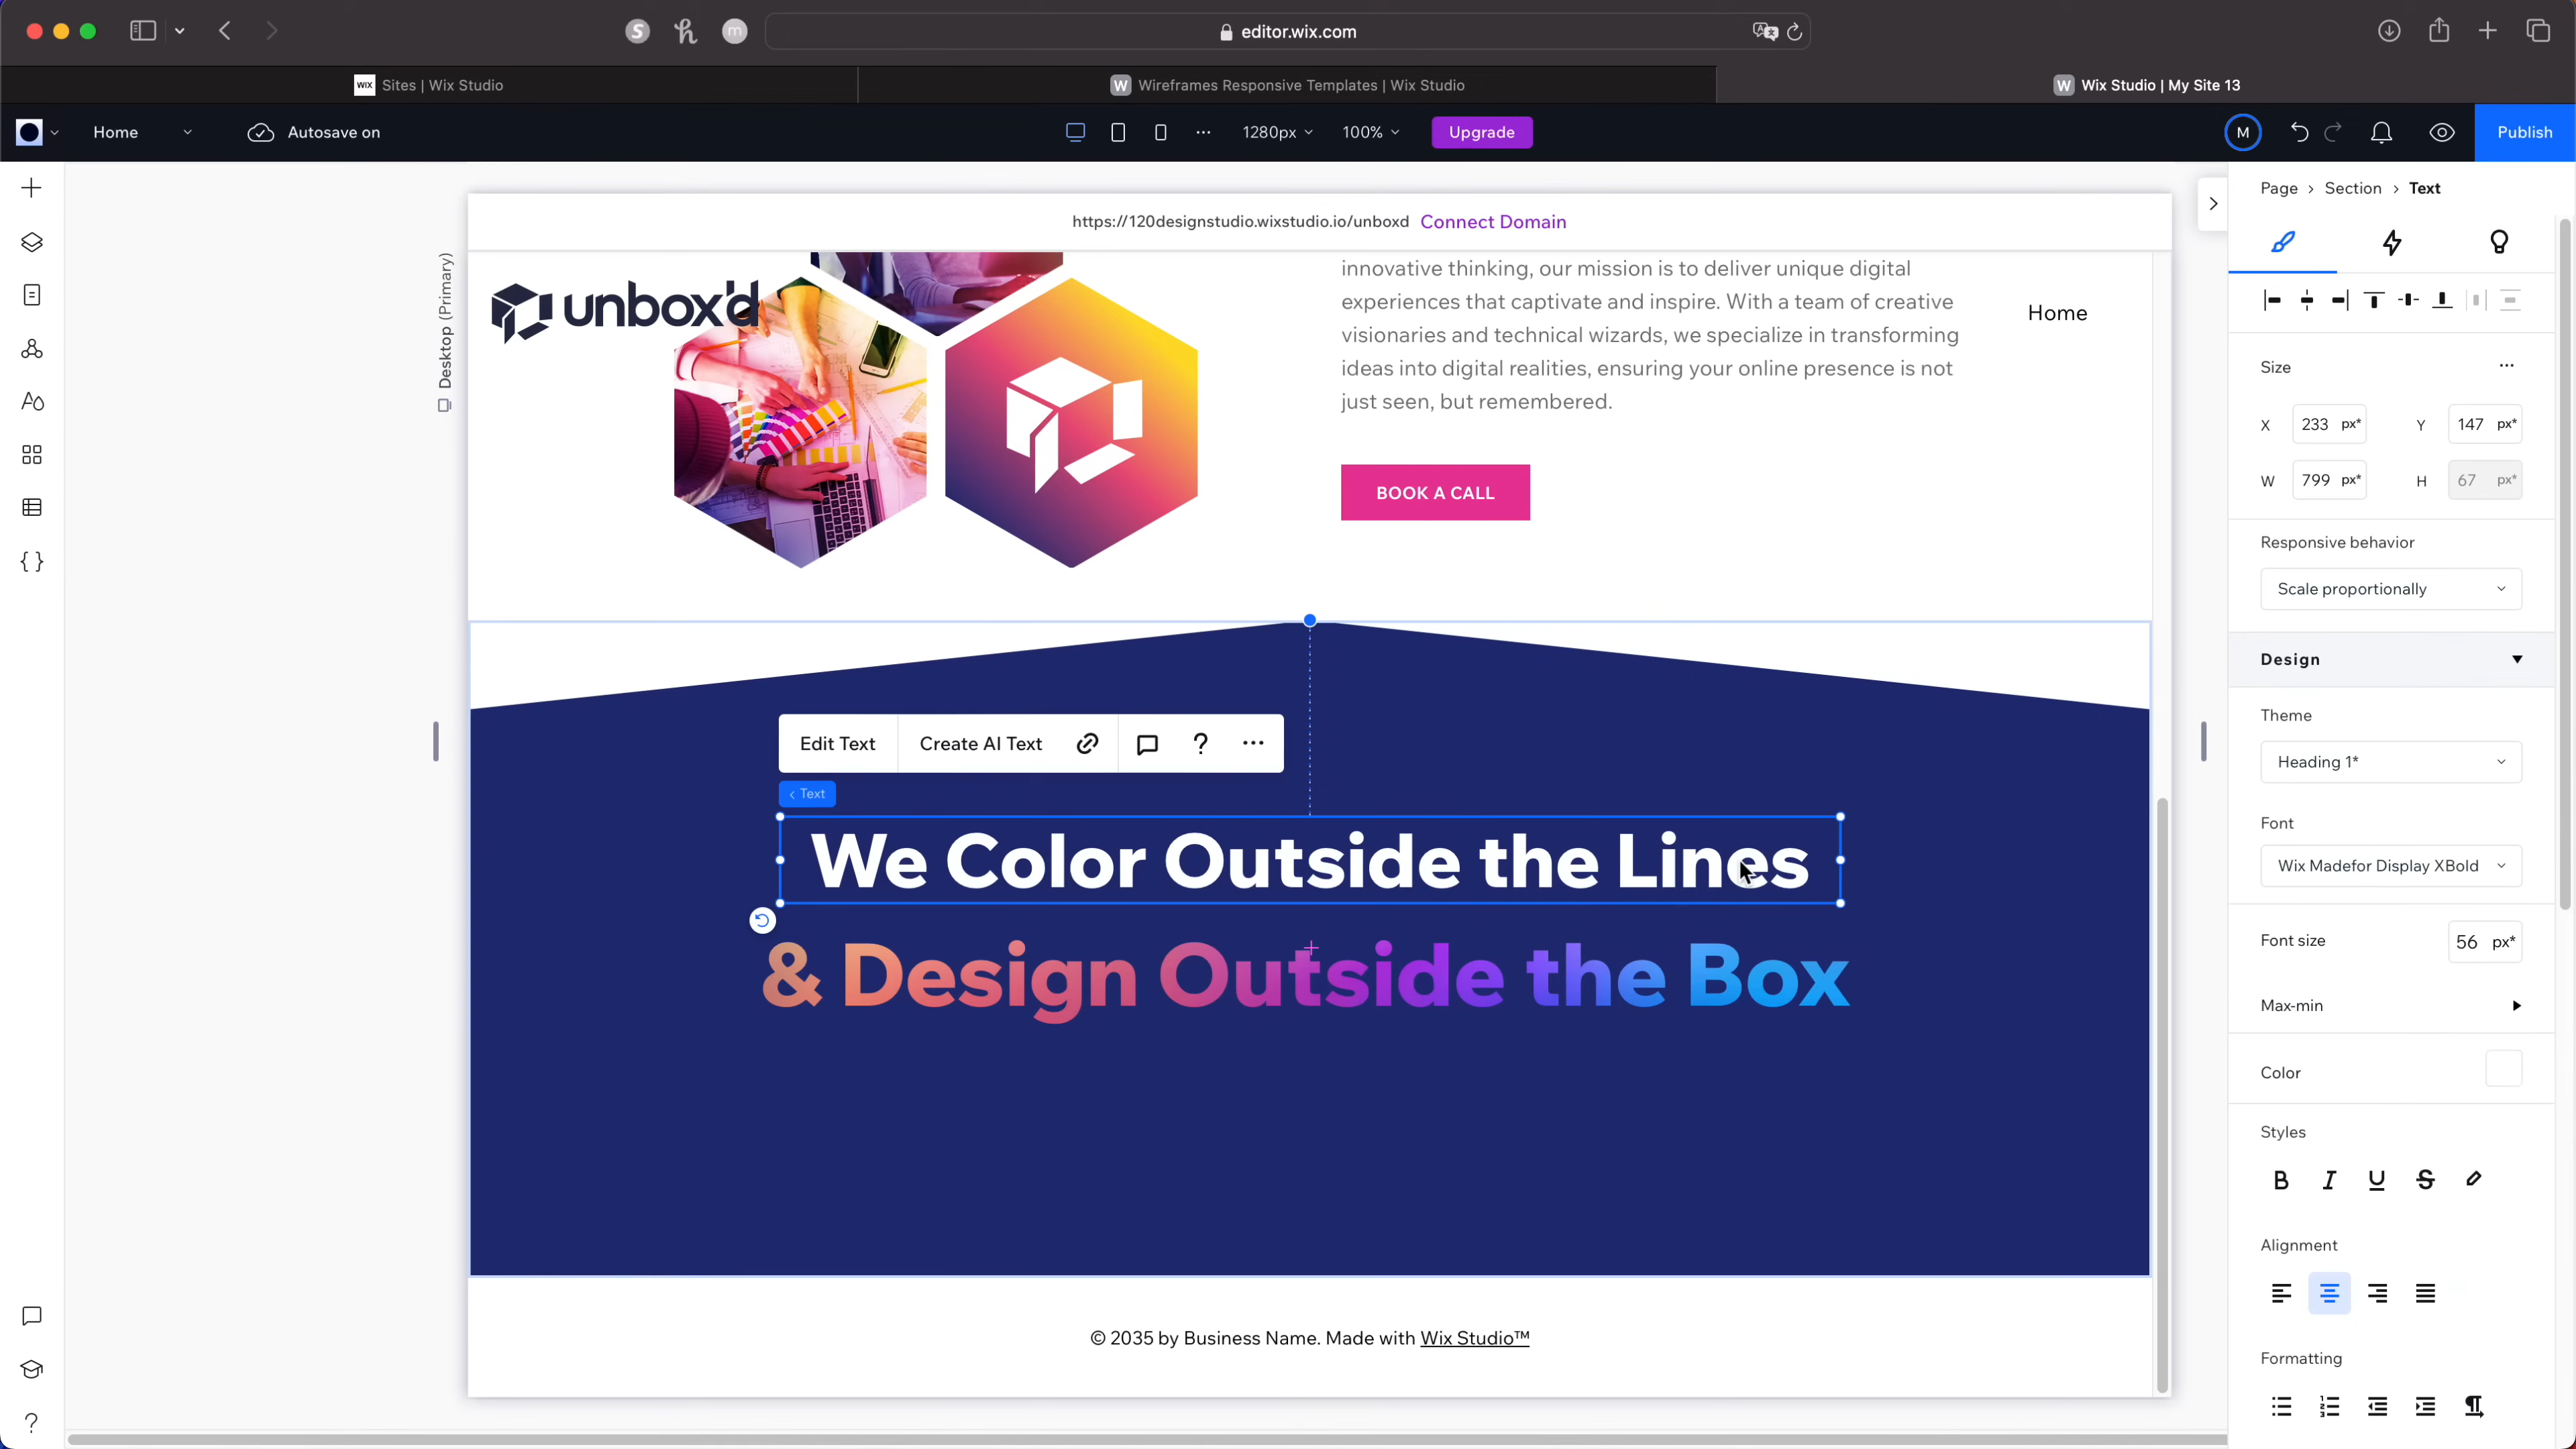 editor.wix.com
WIX Sites | Wix Studio
W Wireframes Responsive Templates | Wix Studio
W Wix Studio | My Site 13
Home
Autosave on
1280px
100%
Upgrade
M
Publish
Page > Section > Text
https://120designstudio.wixstudio.io/unboxd Connect Domain
Desktop (Primary)
unbox'd
Home
innovative thinking, our mission is to deliver unique digital
experiences that captivate and inspire. With a team of creative
visionaries and technical wizards, we specialize in transforming
ideas into digital realities, ensuring your online presence is not
just seen, but remembered.
BOOK A CALL
Edit Text
Create AI Text
?
< Text
We Color Outside the Lines
& Design Outside the Box
© 2035 by Business Name. Made with Wix Studio™
Size
X 233 px*
Y 147 px*
W 799 px*
H 67 px*
Responsive behavior
Scale proportionally
Design
Theme
Heading 1*
Font
Wix Madefor Display XBold
Font size 56 px*
Max-min
Color
Styles
B I U S
Alignment
Formatting